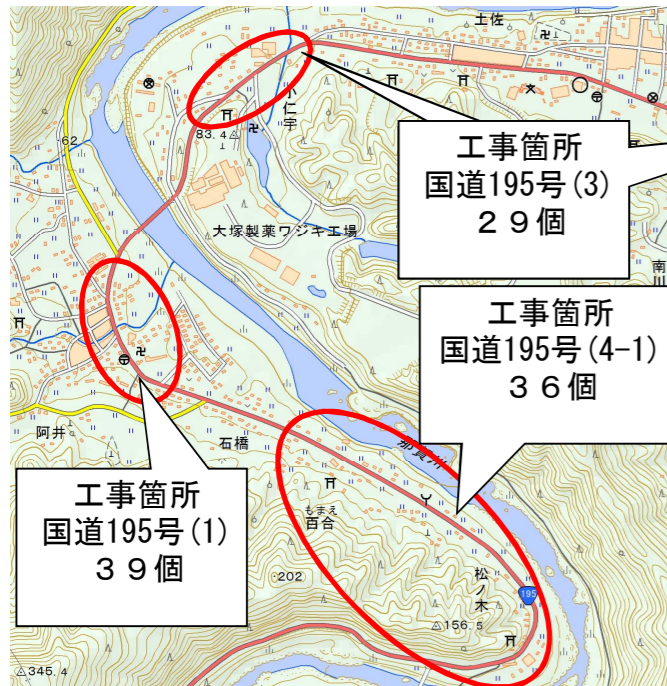 土佐
小仁宇
83.4
62
工事箇所
国道195号(3)
29個
大塚製薬ワジキ工場
南川
工事箇所
国道195号(4-1)
36個
阿井
石橋
那賀川
工事箇所
国道195号(1)
39個
もまえ
百合
202
松ノ木
195
156.5
345.4